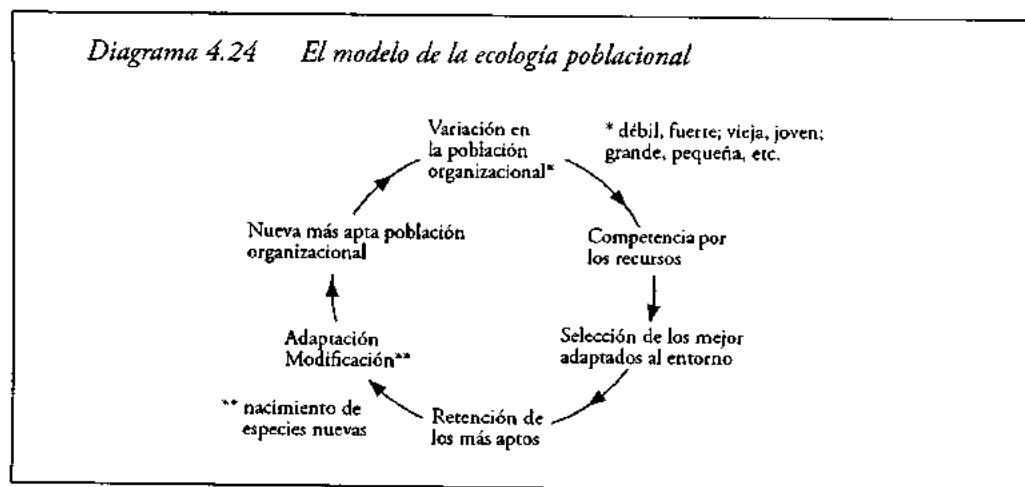 Diagrama 4.24 El modelo de la ecología poblacional
Variación en
la población
organizacional*
* débil, fuerte; vieja, joven;
grande, pequeña, etc.
Competencia por
los recursos
Selección de los mejor
adaptados al entorno
Retención de
los más aptos
Adaptación
Modificación**
** nacimiento de
especies nuevas
Nueva más apta población
organizacional